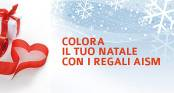 COLORA
IL TUO NATALE
CON I REGALI AISM